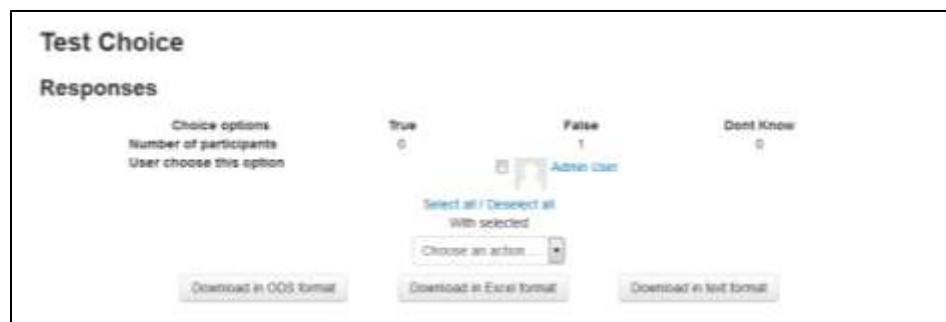 Test Choice
Responses
Choice options True False Dont Know
Number of participants 0 1 0
User choose this option Admin User
Select all / Deselect all
With selected
Choose an action
Download in ODS format Download in Excel format Download in text format